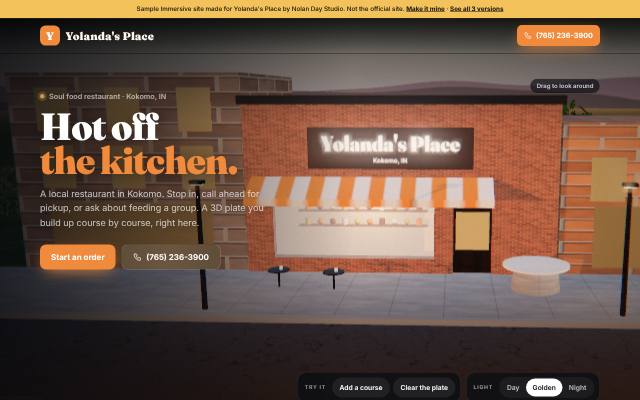 Sample Immersive site made for Yolanda's Place by Nolan Day Studio. Not the official site. Make it mine · See all 3 versions
Y Yolanda's Place
(765) 236-3900
Drag to look around
Soul food restaurant · Kokomo, IN
Hot off
the kitchen.
Yolanda's Place
Kokomo, IN
A local restaurant in Kokomo. Stop in, call ahead for
pickup, or ask about feeding a group. A 3D plate you
build up course by course, right here.
Start an order
(765) 236-3900
TRY IT Add a course Clear the plate LIGHT Day Golden Night